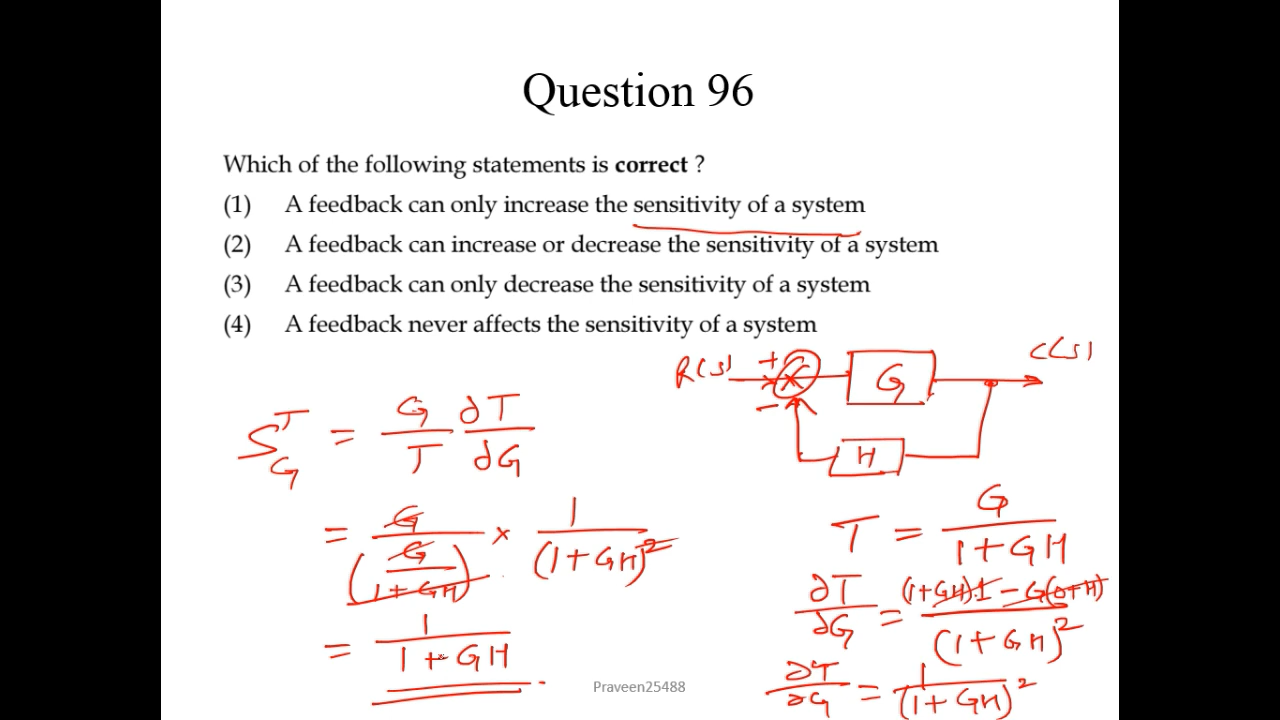 Question 96
Which of the following statements is correct ?
(1) A feedback can only increase the sensitivity of a system
(2) A feedback can increase or decrease the sensitivity of a system
(3) A feedback can only decrease the sensitivity of a system
(4) A feedback never affects the sensitivity of a system
R(s) + − G C(s)
H
S^T_G = G/T ∂T/∂G
= G/(G/(1+GH)) × 1/(1+GH)^2
= 1/(1+GH)
T = G/(1+GH)
∂T/∂G = ((1+GH).1 − G(0+H))/(1+GH)^2
∂T/∂G = 1/(1+GH)^2
Praveen25488